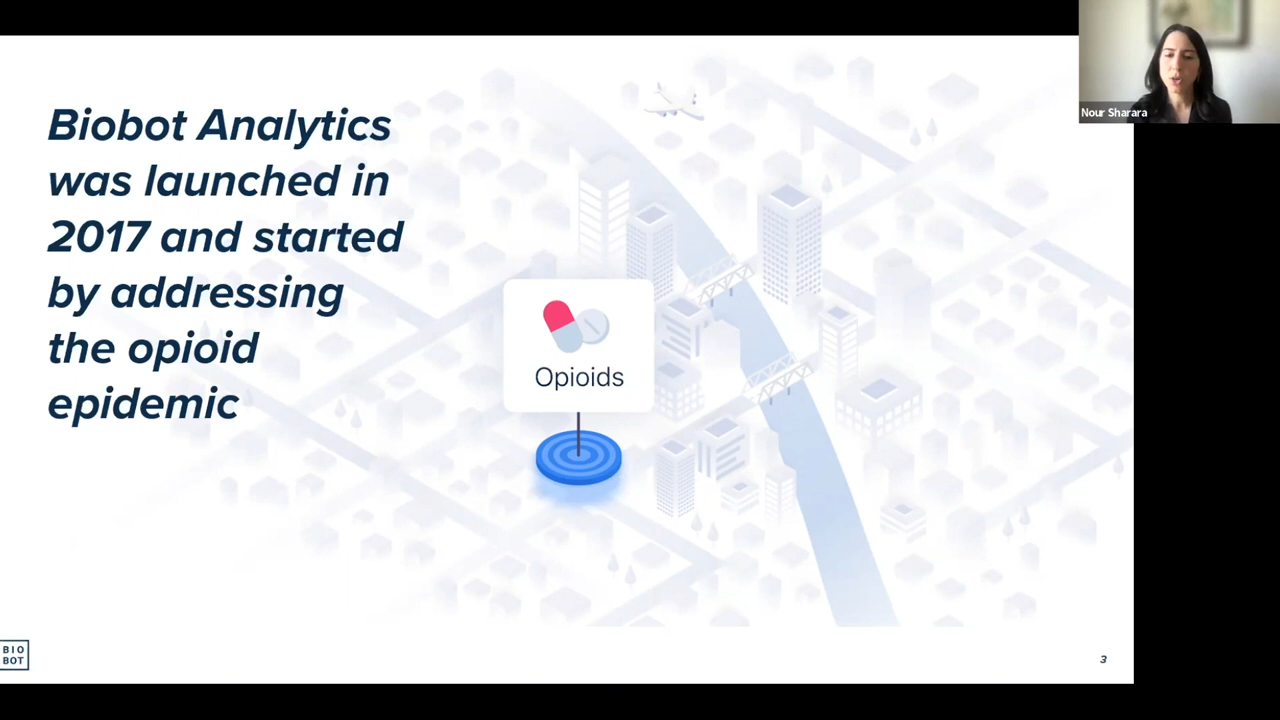 Biobot Analytics
was launched in
2017 and started
by addressing
the opioid
epidemic
Opioids
Nour Sharara
BIO
BOT
3